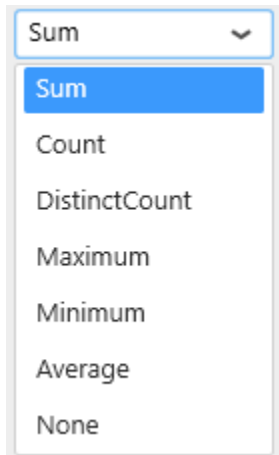 Sum
Sum
Count
DistinctCount
Maximum
Minimum
Average
None